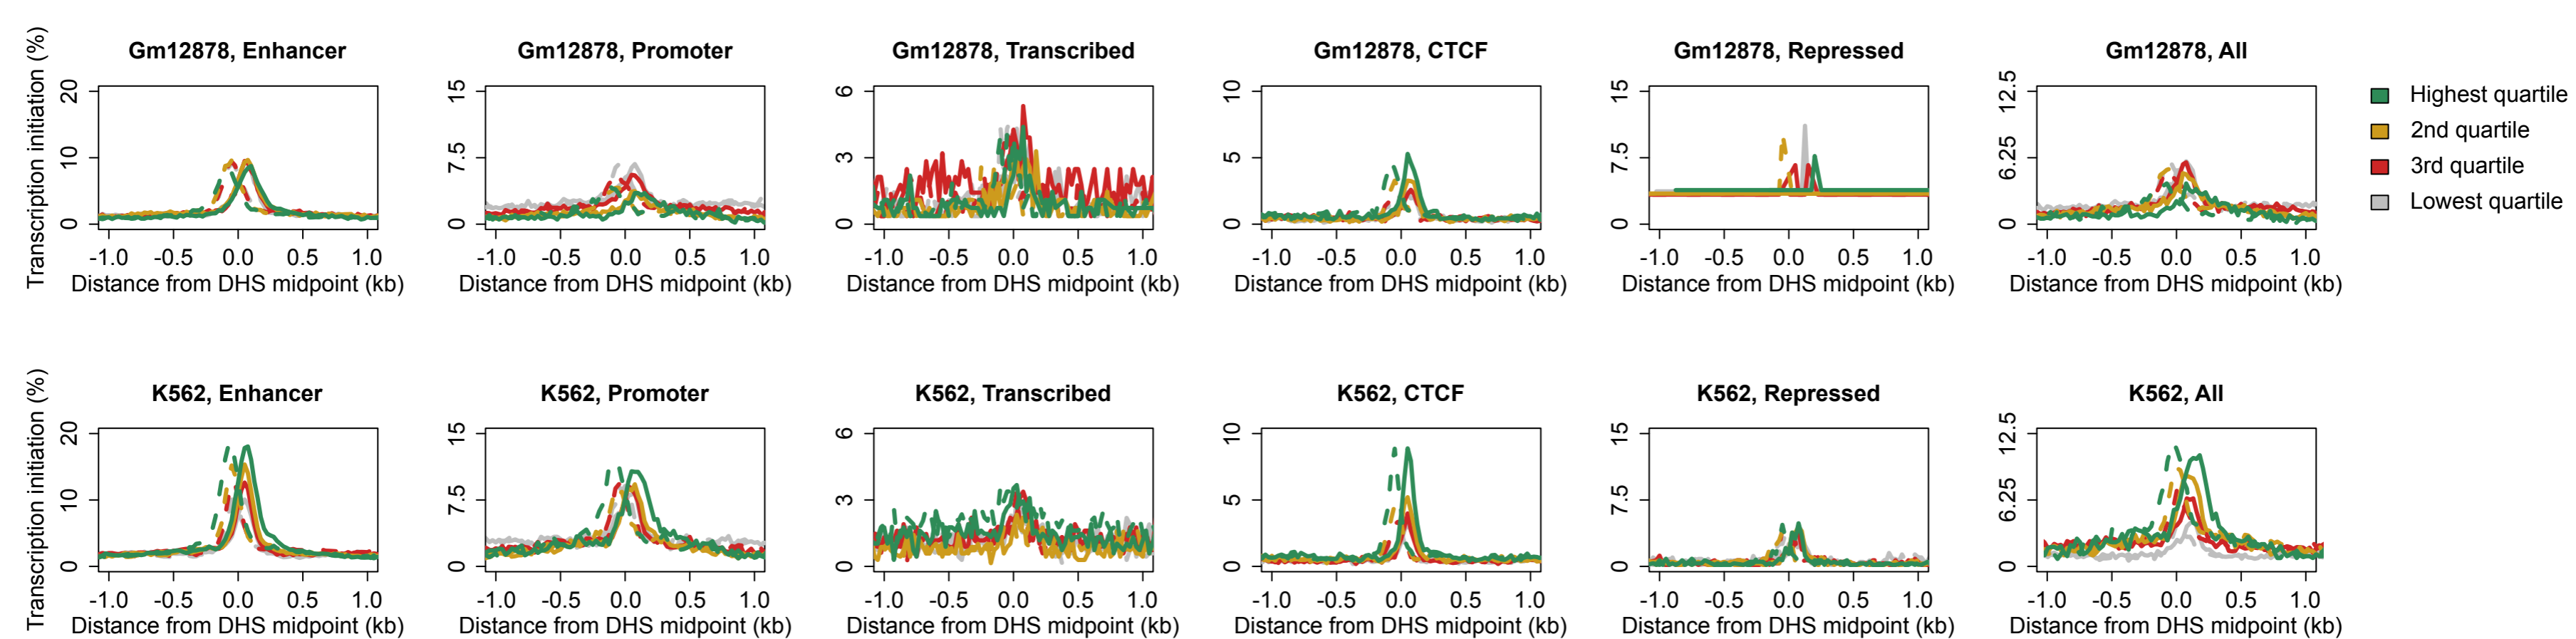 Transcription initiation (%)
Gm12878, Enhancer
20
10
0
-1.0 -0.5 0.0 0.5 1.0
Distance from DHS midpoint (kb)
Gm12878, Promoter
15
7.5
0
-1.0 -0.5 0.0 0.5 1.0
Distance from DHS midpoint (kb)
Gm12878, Transcribed
6
3
0
-1.0 -0.5 0.0 0.5 1.0
Distance from DHS midpoint (kb)
Gm12878, CTCF
10
5
0
-1.0 -0.5 0.0 0.5 1.0
Distance from DHS midpoint (kb)
Gm12878, Repressed
15
7.5
0
-1.0 -0.5 0.0 0.5 1.0
Distance from DHS midpoint (kb)
Gm12878, All
12.5
6.25
0
-1.0 -0.5 0.0 0.5 1.0
Distance from DHS midpoint (kb)
Highest quartile
2nd quartile
3rd quartile
Lowest quartile
Transcription initiation (%)
K562, Enhancer
20
10
0
-1.0 -0.5 0.0 0.5 1.0
Distance from DHS midpoint (kb)
K562, Promoter
15
7.5
0
-1.0 -0.5 0.0 0.5 1.0
Distance from DHS midpoint (kb)
K562, Transcribed
6
3
0
-1.0 -0.5 0.0 0.5 1.0
Distance from DHS midpoint (kb)
K562, CTCF
10
5
0
-1.0 -0.5 0.0 0.5 1.0
Distance from DHS midpoint (kb)
K562, Repressed
15
7.5
0
-1.0 -0.5 0.0 0.5 1.0
Distance from DHS midpoint (kb)
K562, All
12.5
6.25
0
-1.0 -0.5 0.0 0.5 1.0
Distance from DHS midpoint (kb)